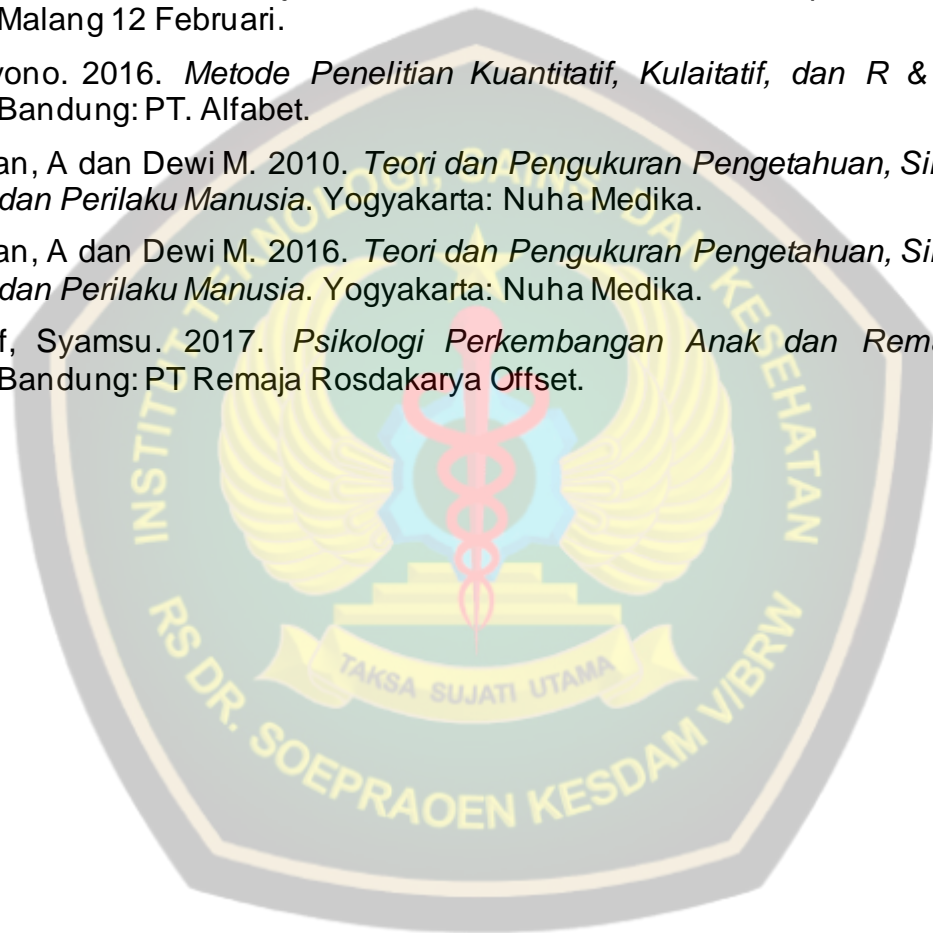 Malang 12 Februari.
yono. 2016. Metode Penelitian Kuantitatif, Kulaitatif, dan R &
Bandung: PT. Alfabet.
an, A dan Dewi M. 2010. Teori dan Pengukuran Pengetahuan, Sil
dan Perilaku Manusia. Yogyakarta: Nuha Medika.
an, A dan Dewi M. 2016. Teori dan Pengukuran Pengetahuan, Sil
dan Perilaku Manusia. Yogyakarta: Nuha Medika.
f, Syamsu. 2017. Psikologi Perkembangan Anak dan Rema
Bandung: PT Remaja Rosdakarya Offset.
INSTITUT TEKNOLOGI, SAINS, DAN KESEHATAN
TAKSA SUJATI UTAMA
RS DR. SOEPRAOEN KESDAM V/BRW